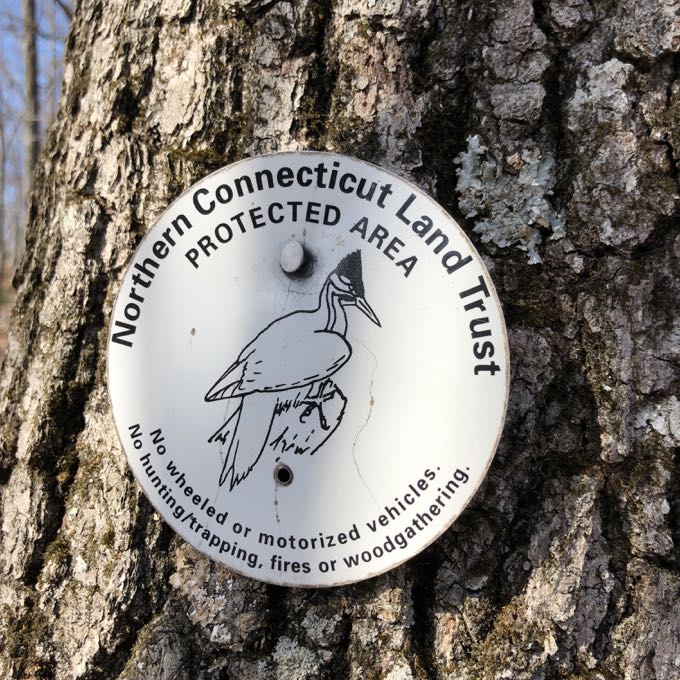 Northern Connecticut Land Trust
PROTECTED AREA
No wheeled or motorized vehicles.
No hunting/trapping, fires or woodgathering.